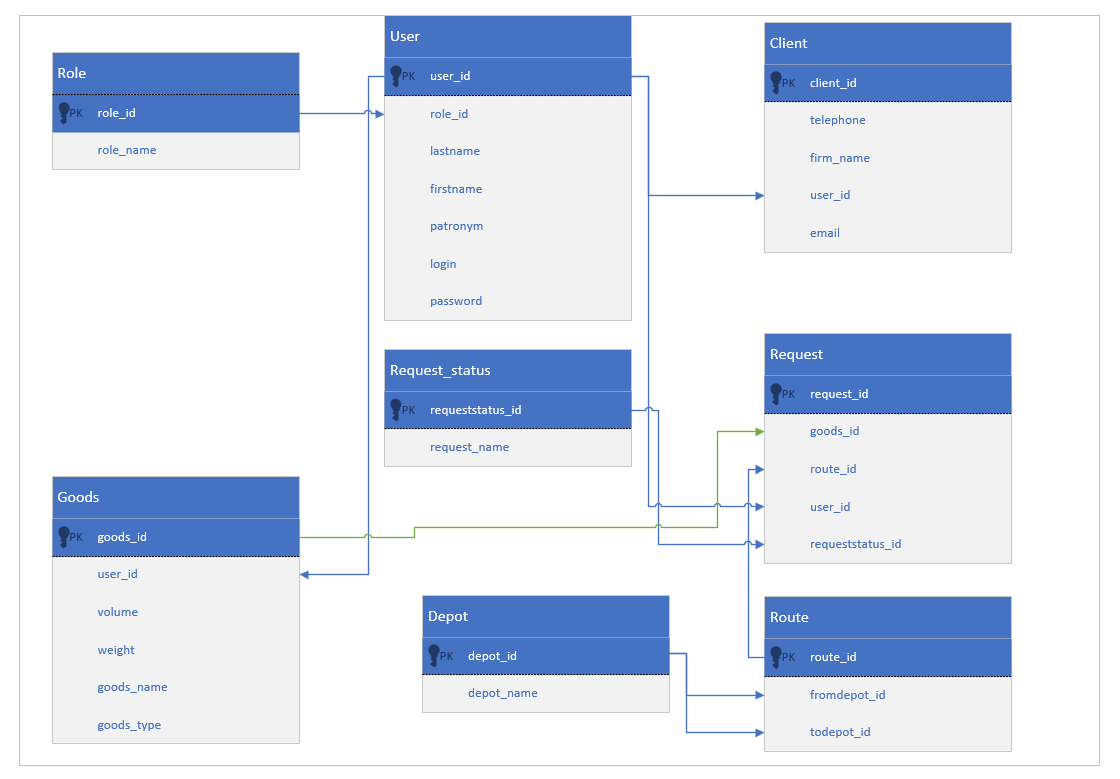 Role
PK role_id
role_name
User
PK user_id
role_id
lastname
firstname
patronym
login
password
Client
PK client_id
telephone
firm_name
user_id
email
Request_status
PK requeststatus_id
request_name
Request
PK request_id
goods_id
route_id
user_id
requeststatus_id
Goods
PK goods_id
user_id
volume
weight
goods_name
goods_type
Depot
PK depot_id
depot_name
Route
PK route_id
fromdepot_id
todepot_id